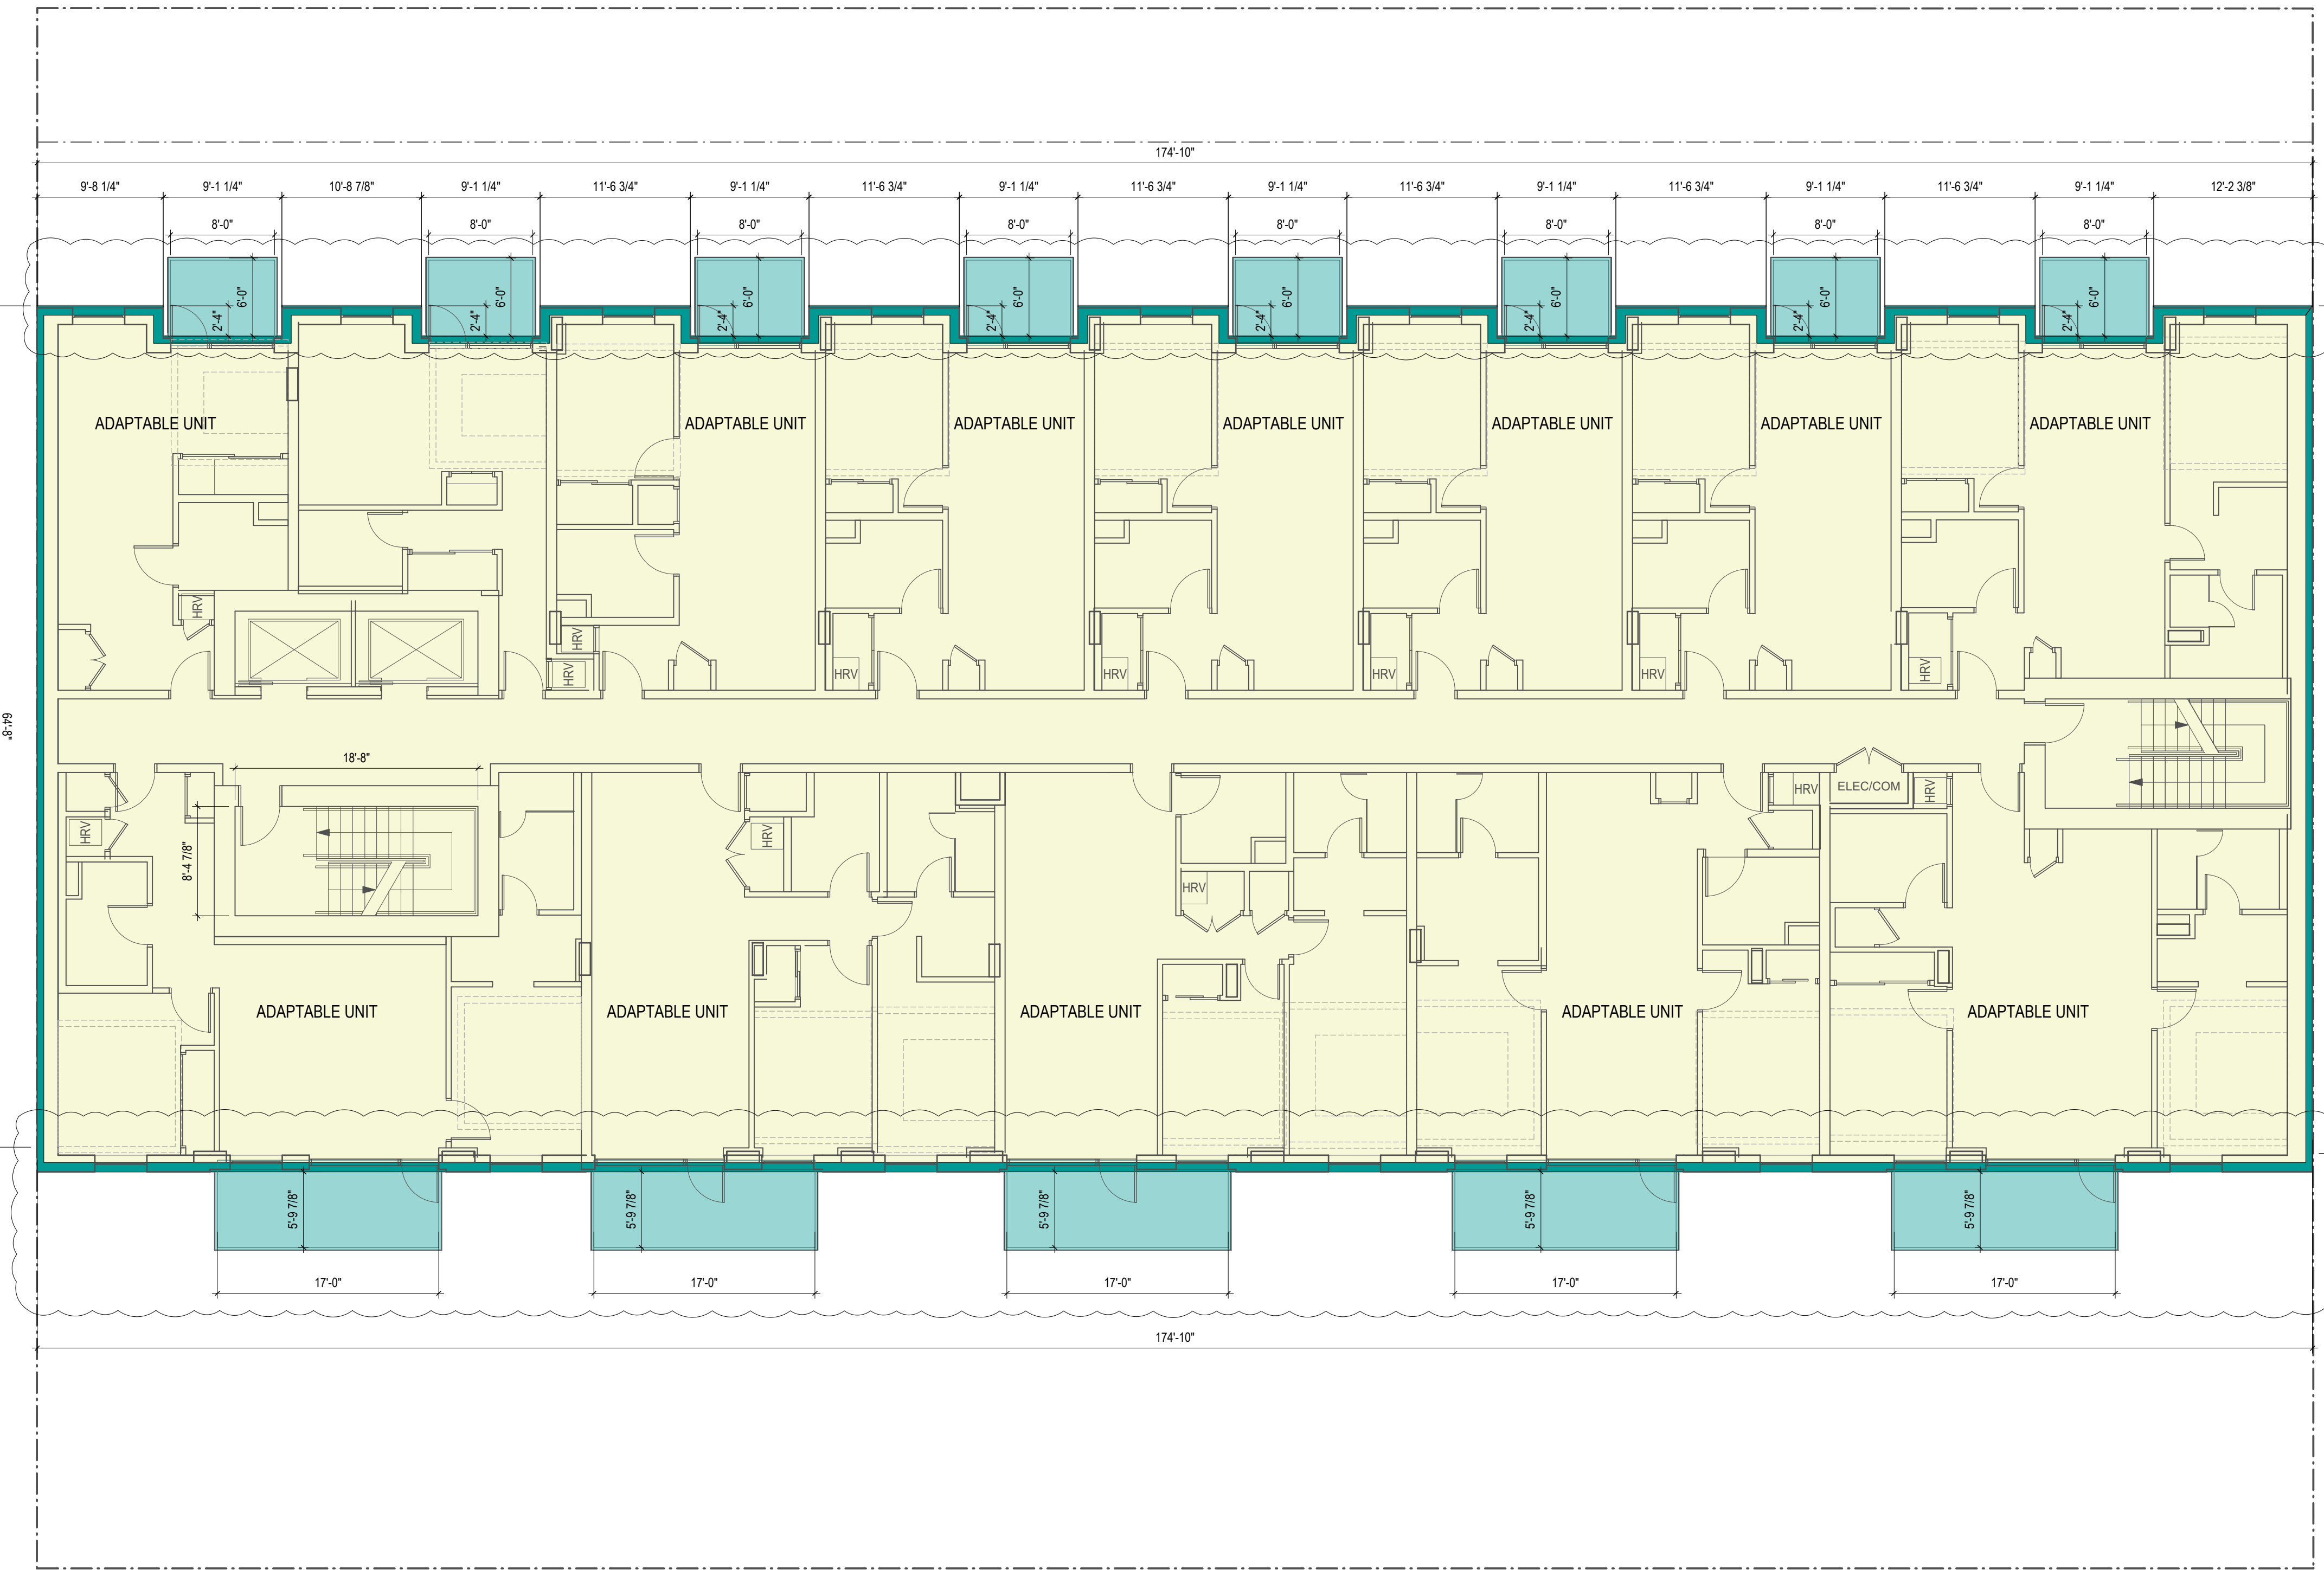 174'-10"
9'-8 1/4"
9'-1 1/4"
10'-8 7/8"
9'-1 1/4"
11'-6 3/4"
9'-1 1/4"
11'-6 3/4"
9'-1 1/4"
11'-6 3/4"
9'-1 1/4"
11'-6 3/4"
9'-1 1/4"
11'-6 3/4"
9'-1 1/4"
11'-6 3/4"
9'-1 1/4"
12'-2 3/8"
8'-0"
8'-0"
8'-0"
8'-0"
8'-0"
8'-0"
8'-0"
8'-0"
6'-0"
6'-0"
6'-0"
6'-0"
6'-0"
6'-0"
6'-0"
6'-0"
2'-4"
2'-4"
2'-4"
2'-4"
2'-4"
2'-4"
2'-4"
2'-4"
ADAPTABLE UNIT
ADAPTABLE UNIT
ADAPTABLE UNIT
ADAPTABLE UNIT
ADAPTABLE UNIT
ADAPTABLE UNIT
ADAPTABLE UNIT
HRV
HRV
HRV
HRV
HRV
HRV
HRV
HRV
64'-8"
18'-8"
8'-4 7/8"
HRV
HRV
HRV
HRV
ELEC/COM
HRV
ADAPTABLE UNIT
ADAPTABLE UNIT
ADAPTABLE UNIT
ADAPTABLE UNIT
ADAPTABLE UNIT
5'-9 7/8"
5'-9 7/8"
5'-9 7/8"
5'-9 7/8"
5'-9 7/8"
17'-0"
17'-0"
17'-0"
17'-0"
17'-0"
174'-10"